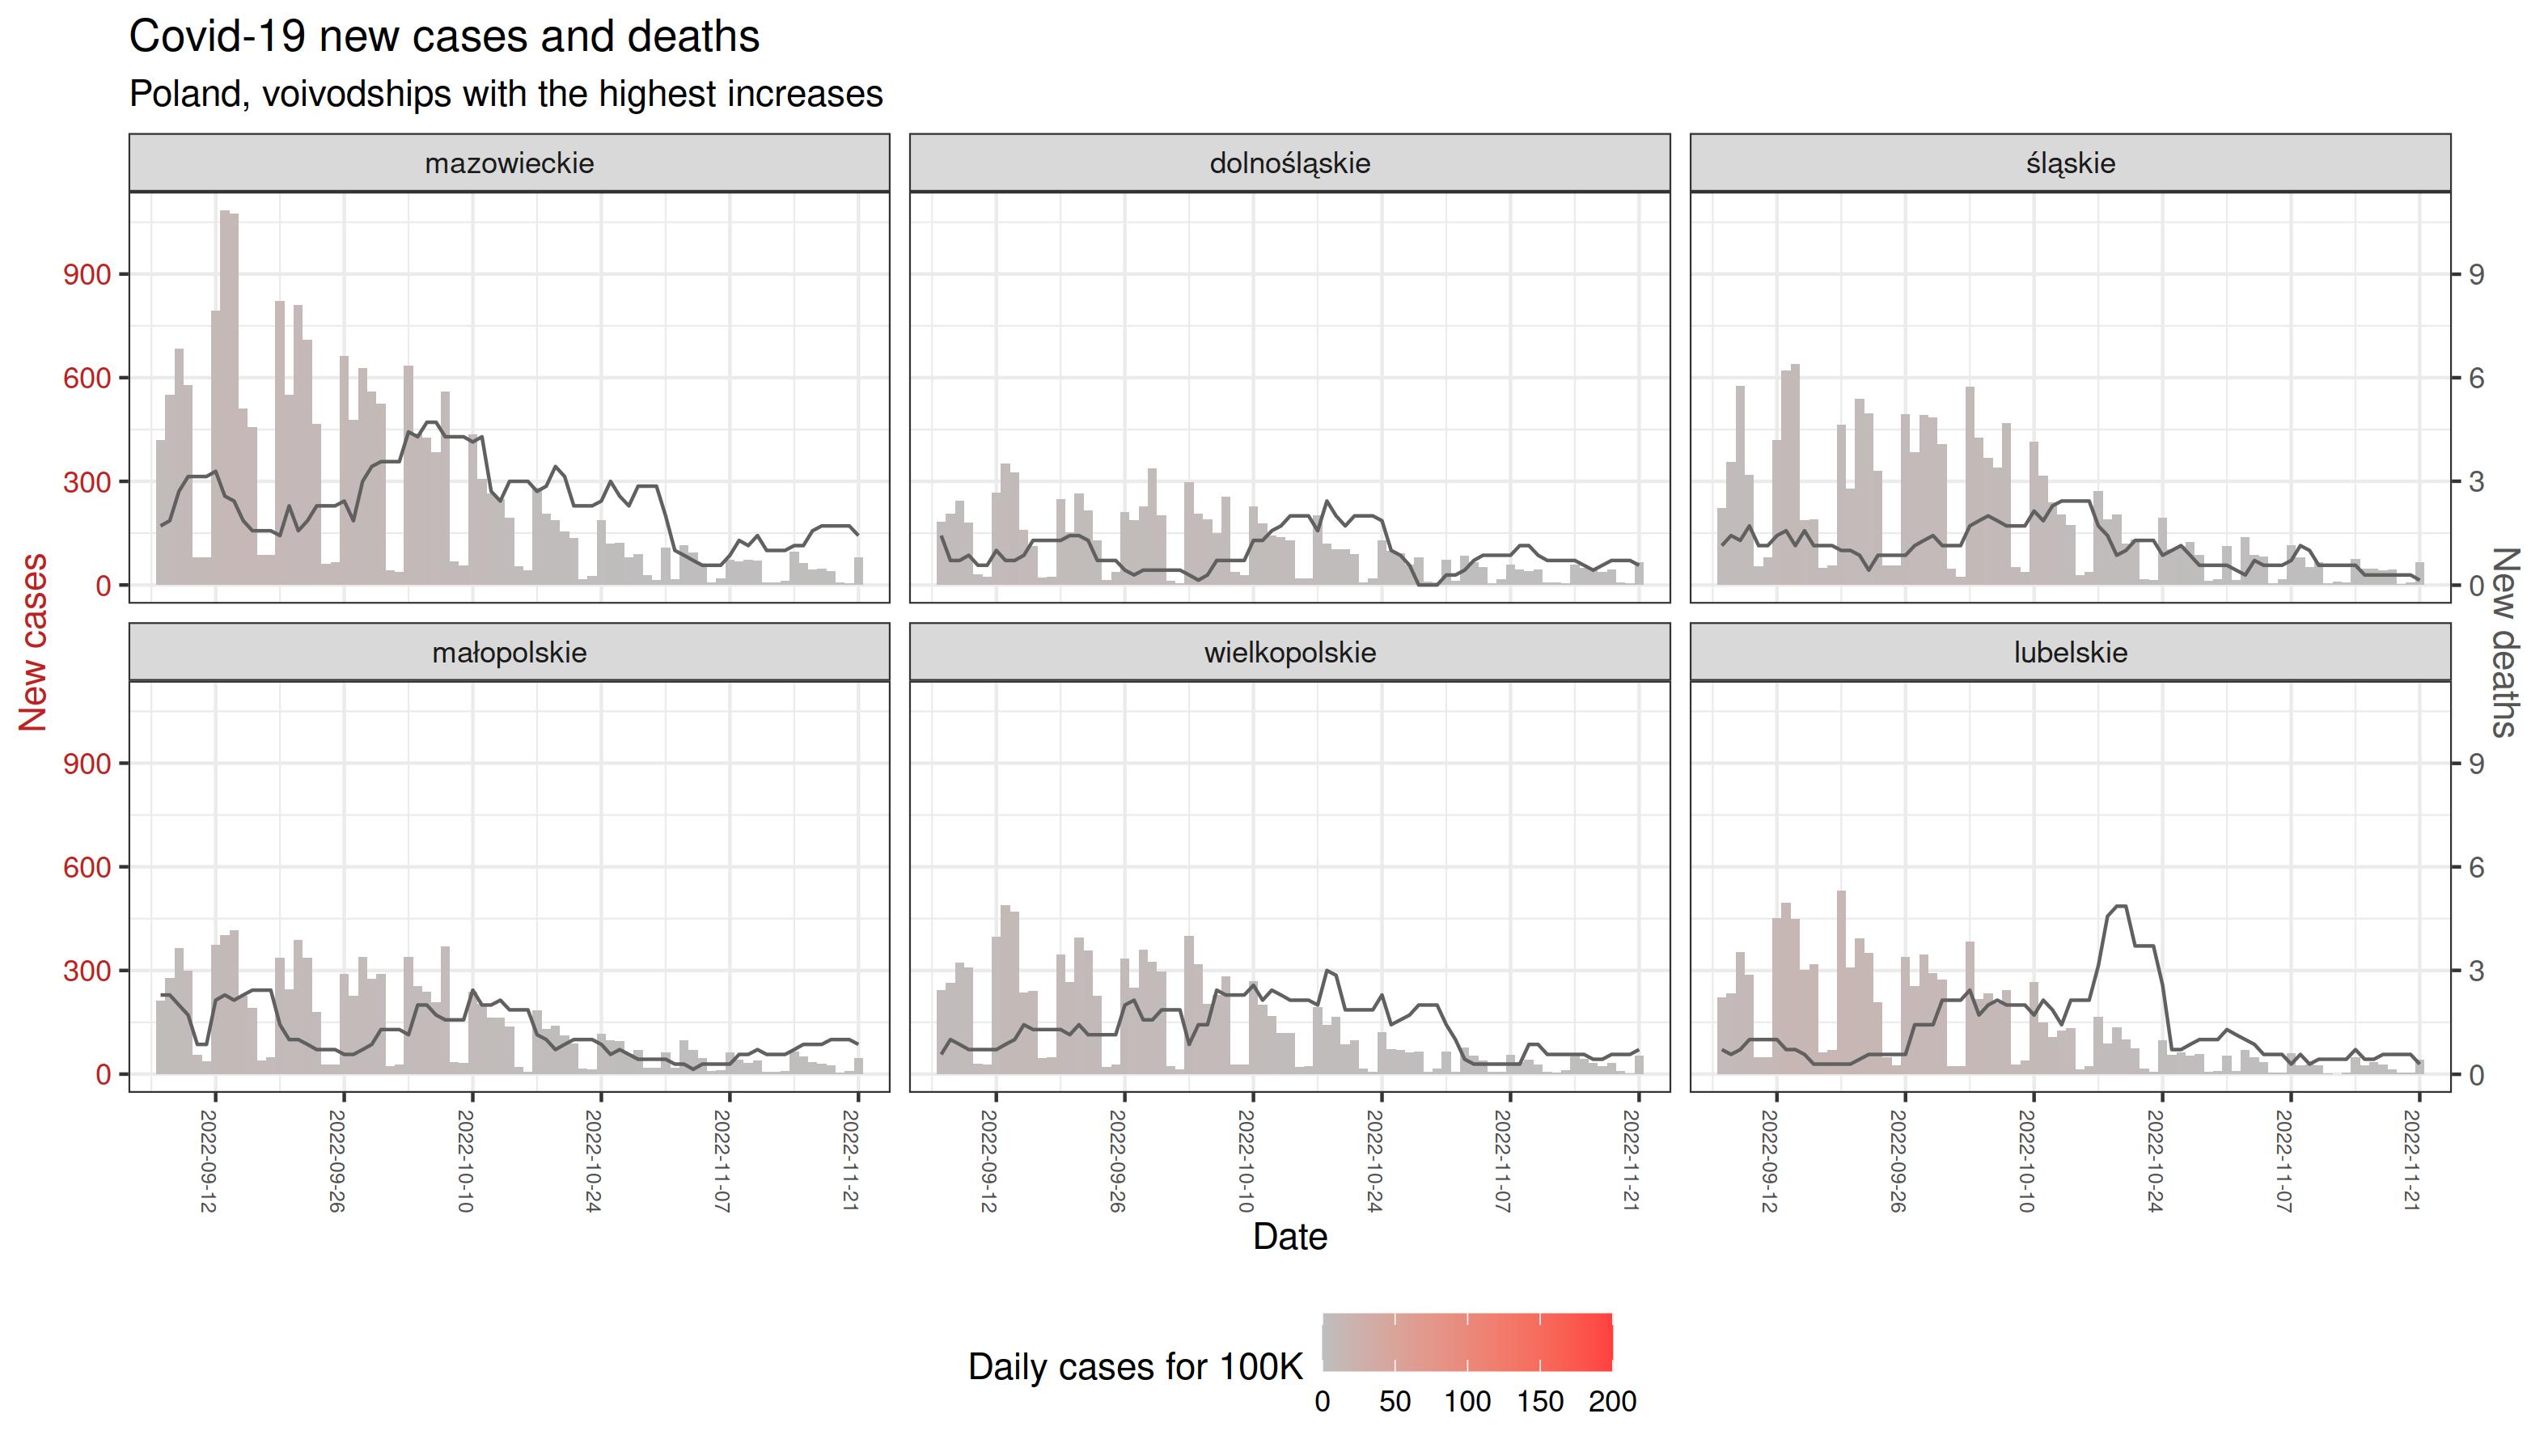 Covid-19 new cases and deaths
Poland, voivodships with the highest increases
mazowieckie
dolnośląskie
śląskie
900
600
300
0
9
6
3
0
New cases
New deaths
małopolskie
wielkopolskie
lubelskie
900
600
300
0
9
6
3
0
2022-09-12
2022-09-26
2022-10-10
2022-10-24
2022-11-07
2022-11-21
2022-09-12
2022-09-26
2022-10-10
2022-10-24
2022-11-07
2022-11-21
2022-09-12
2022-09-26
2022-10-10
2022-10-24
2022-11-07
2022-11-21
Date
Daily cases for 100K
0 50 100 150 200